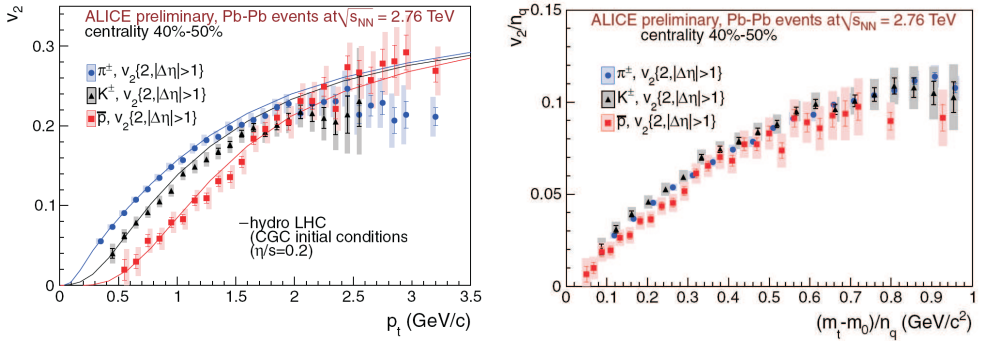 v₂
0.3
0.2
0.1
0
ALICE preliminary, Pb-Pb events at √sNN = 2.76 TeV
centrality 40%-50%
π±, v₂{2,|Δη|>1}
K±, v₂{2,|Δη|>1}
p̅, v₂{2,|Δη|>1}
–hydro LHC
(CGC initial conditions
(η/s=0.2)
0 0.5 1 1.5 2 2.5 3 3.5
pt (GeV/c)
v₂/nq
0.15
0.10
0.05
0
ALICE preliminary, Pb-Pb events at √sNN = 2.76 TeV
centrality 40%-50%
π±, v₂{2,|Δη|>1}
K±, v₂{2,|Δη|>1}
p̅, v₂{2,|Δη|>1}
0 0.1 0.2 0.3 0.4 0.5 0.6 0.7 0.8 0.9 1
(mt-m0)/nq (GeV/c²)